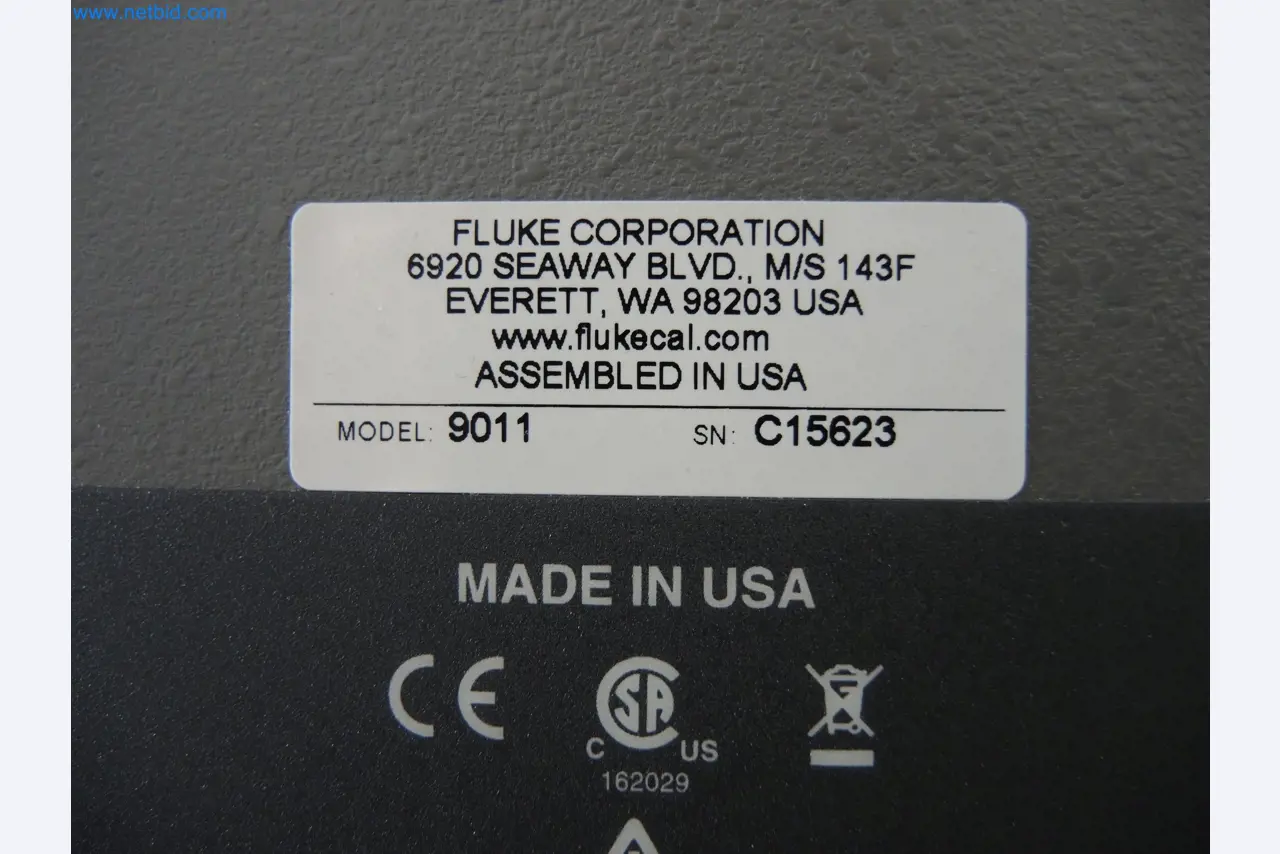 www.netbid.com
FLUKE CORPORATION
6920 SEAWAY BLVD., M/S 143F
EVERETT, WA 98203 USA
www.flukecal.com
ASSEMBLED IN USA
MODEL: 9011 SN: C15623
MADE IN USA
CE SA
C US
162029